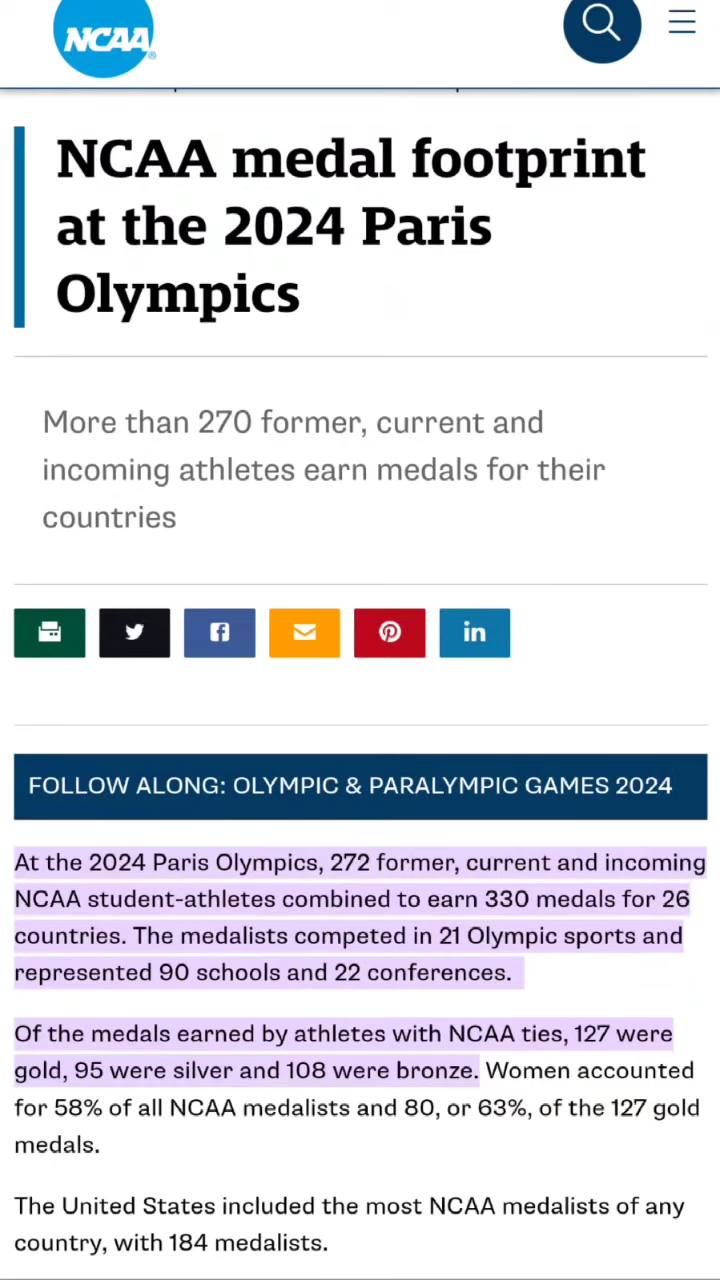 NCAA
NCAA medal footprint
at the 2024 Paris
Olympics
More than 270 former, current and
incoming athletes earn medals for their
countries
in
FOLLOW ALONG: OLYMPIC & PARALYMPIC GAMES 2024
At the 2024 Paris Olympics, 272 former, current and incoming
NCAA student-athletes combined to earn 330 medals for 26
countries. The medalists competed in 21 Olympic sports and
represented 90 schools and 22 conferences.
Of the medals earned by athletes with NCAA ties, 127 were
gold, 95 were silver and 108 were bronze. Women accounted
for 58% of all NCAA medalists and 80, or 63%, of the 127 gold
medals.
The United States included the most NCAA medalists of any
country, with 184 medalists.